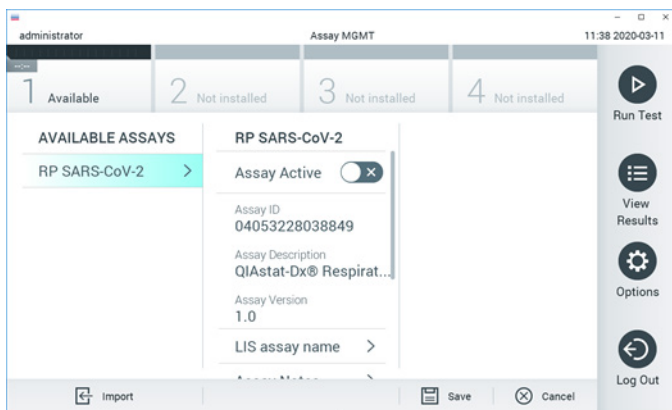 administrator Assay MGMT 11:38 2020-03-11
1 Available 2 Not installed 3 Not installed 4 Not installed
Run Test
AVAILABLE ASSAYS
RP SARS-CoV-2
RP SARS-CoV-2
Assay Active
Assay ID
04053228038849
Assay Description
QIAstat-Dx® Respirat...
Assay Version
1.0
LIS assay name
View
Results
Options
Log Out
Import Save Cancel